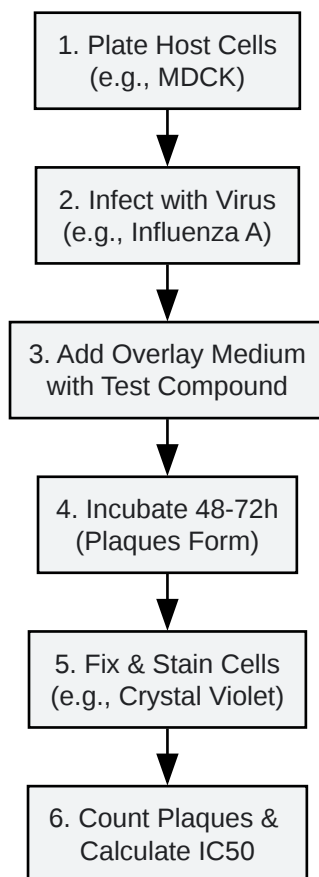 1. Plate Host Cells
(e.g., MDCK)
2. Infect with Virus
(e.g., Influenza A)
3. Add Overlay Medium
with Test Compound
4. Incubate 48-72h
(Plaques Form)
5. Fix & Stain Cells
(e.g., Crystal Violet)
6. Count Plaques &
Calculate IC50